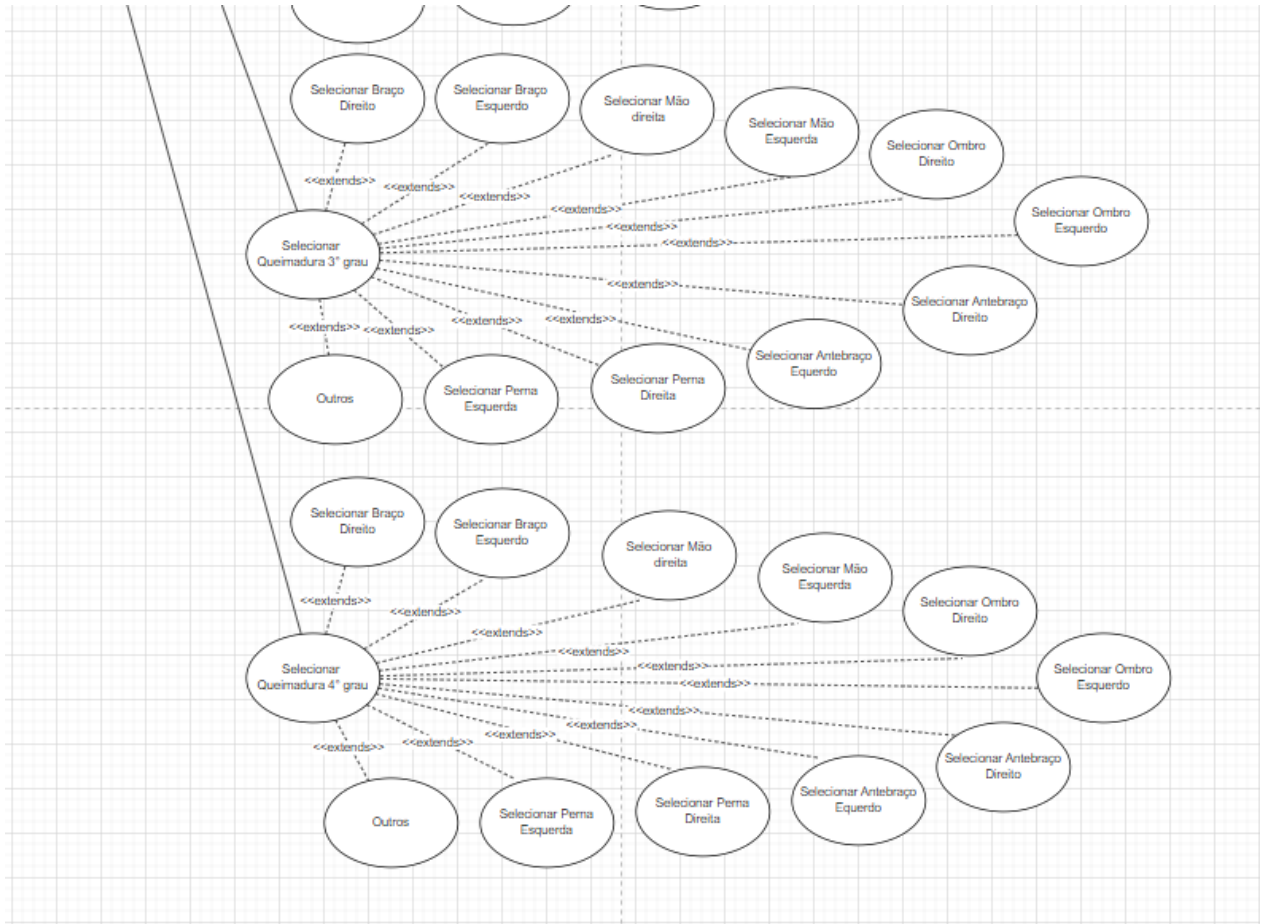 Selecionar Braço
Direito
Selecionar Braço
Esquerdo
Selecionar Mão
direita
Selecionar Mão
Esquerda
Selecionar Ombro
Direito
Selecionar Ombro
Esquerdo
<<extends>>
<<extends>>
<<extends>>
<<extends>>
<<extends>>
<<extends>>
Selecionar
Queimadura 3° grau
<<extends>>
<<extends>>
<<extends>>
<<extends>>
<<extends>>
Selecionar Antebraço
Direito
Selecionar Antebraço
Equerdo
Selecionar Perna
Direita
Selecionar Perna
Esquerda
Outros
Selecionar Braço
Direito
Selecionar Braço
Esquerdo
Selecionar Mão
direita
Selecionar Mão
Esquerda
Selecionar Ombro
Direito
Selecionar Ombro
Esquerdo
<<extends>>
<<extends>>
<<extends>>
<<extends>>
<<extends>>
<<extends>>
Selecionar
Queimadura 4° grau
<<extends>>
<<extends>>
<<extends>>
<<extends>>
<<extends>>
Selecionar Antebraço
Direito
Selecionar Antebraço
Equerdo
Selecionar Perna
Direita
Selecionar Perna
Esquerda
Outros